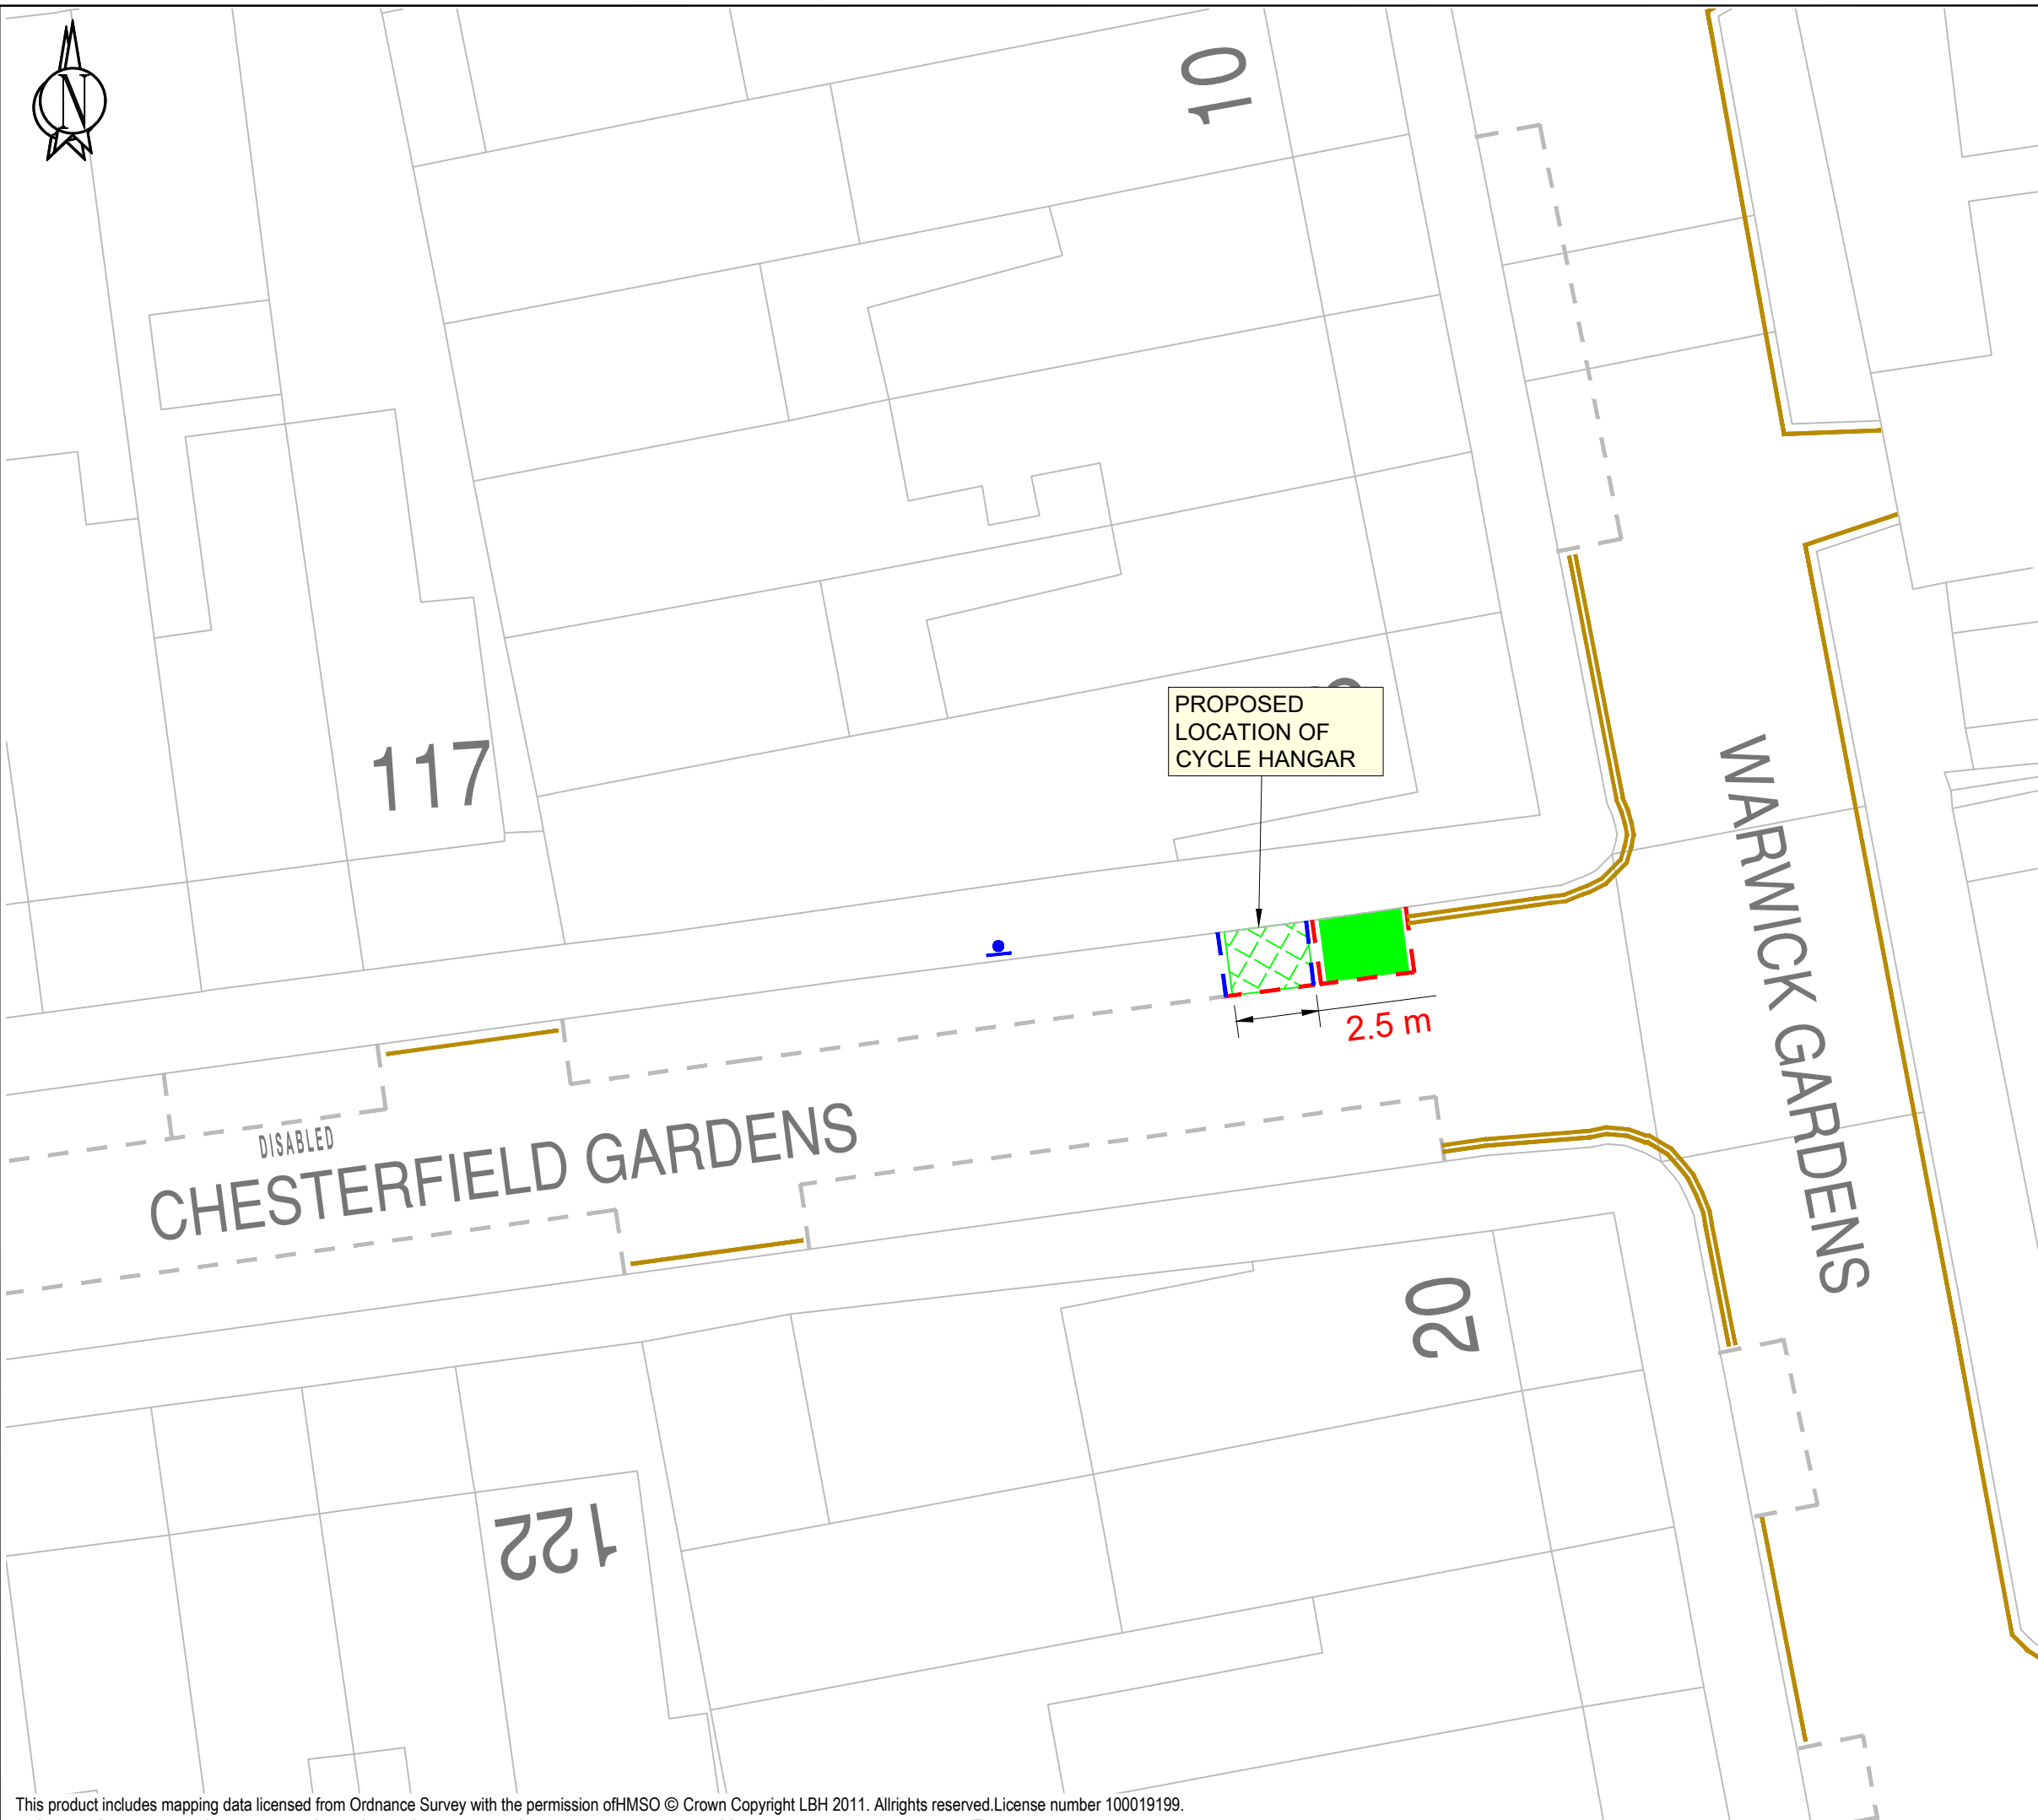 N
10
PROPOSED
LOCATION OF
CYCLE HANGAR
117
WARWICK GARDENS
2.5 m
DISABLED
CHESTERFIELD GARDENS
20
122
This product includes mapping data licensed from Ordnance Survey with the permission ofHMSO © Crown Copyright LBH 2011. Allrights reserved.License number 100019199.